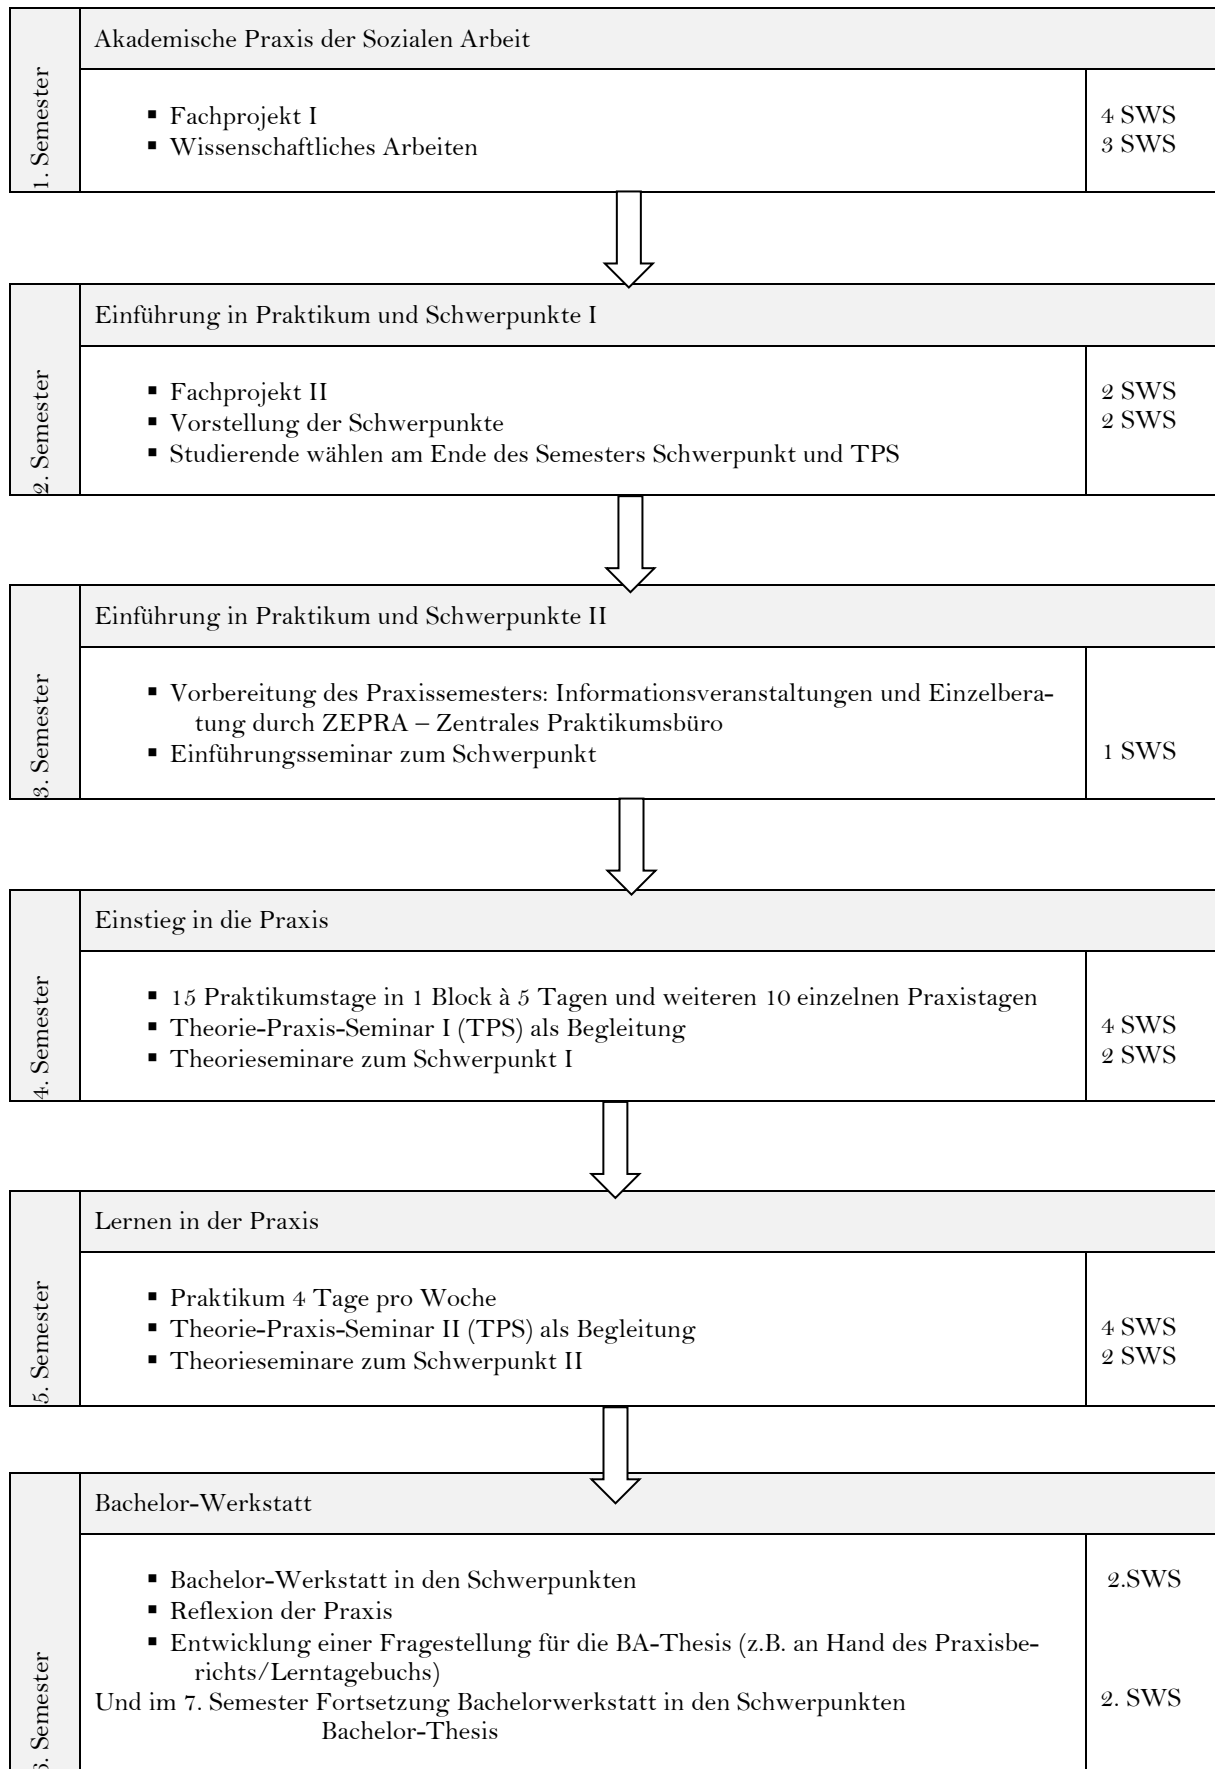 Akademische Praxis der Sozialen Arbeit
1. Semester
▪ Fachprojekt I 4 SWS
▪ Wissenschaftliches Arbeiten 3 SWS
Einführung in Praktikum und Schwerpunkte I
2. Semester
▪ Fachprojekt II 2 SWS
▪ Vorstellung der Schwerpunkte 2 SWS
▪ Studierende wählen am Ende des Semesters Schwerpunkt und TPS
Einführung in Praktikum und Schwerpunkte II
3. Semester
▪ Vorbereitung des Praxissemesters: Informationsveranstaltungen und Einzelbera-
tung durch ZEPRA – Zentrales Praktikumsbüro
▪ Einführungsseminar zum Schwerpunkt 1 SWS
Einstieg in die Praxis
4. Semester
▪ 15 Praktikumstage in 1 Block à 5 Tagen und weiteren 10 einzelnen Praxistagen
▪ Theorie-Praxis-Seminar I (TPS) als Begleitung 4 SWS
▪ Theorieseminare zum Schwerpunkt I 2 SWS
Lernen in der Praxis
5. Semester
▪ Praktikum 4 Tage pro Woche
▪ Theorie-Praxis-Seminar II (TPS) als Begleitung 4 SWS
▪ Theorieseminare zum Schwerpunkt II 2 SWS
Bachelor-Werkstatt
6. Semester
▪ Bachelor-Werkstatt in den Schwerpunkten 2.SWS
▪ Reflexion der Praxis
▪ Entwicklung einer Fragestellung für die BA-Thesis (z.B. an Hand des Praxisbe-
richts/Lerntagebuchs)
Und im 7. Semester Fortsetzung Bachelorwerkstatt in den Schwerpunkten 2. SWS
Bachelor-Thesis